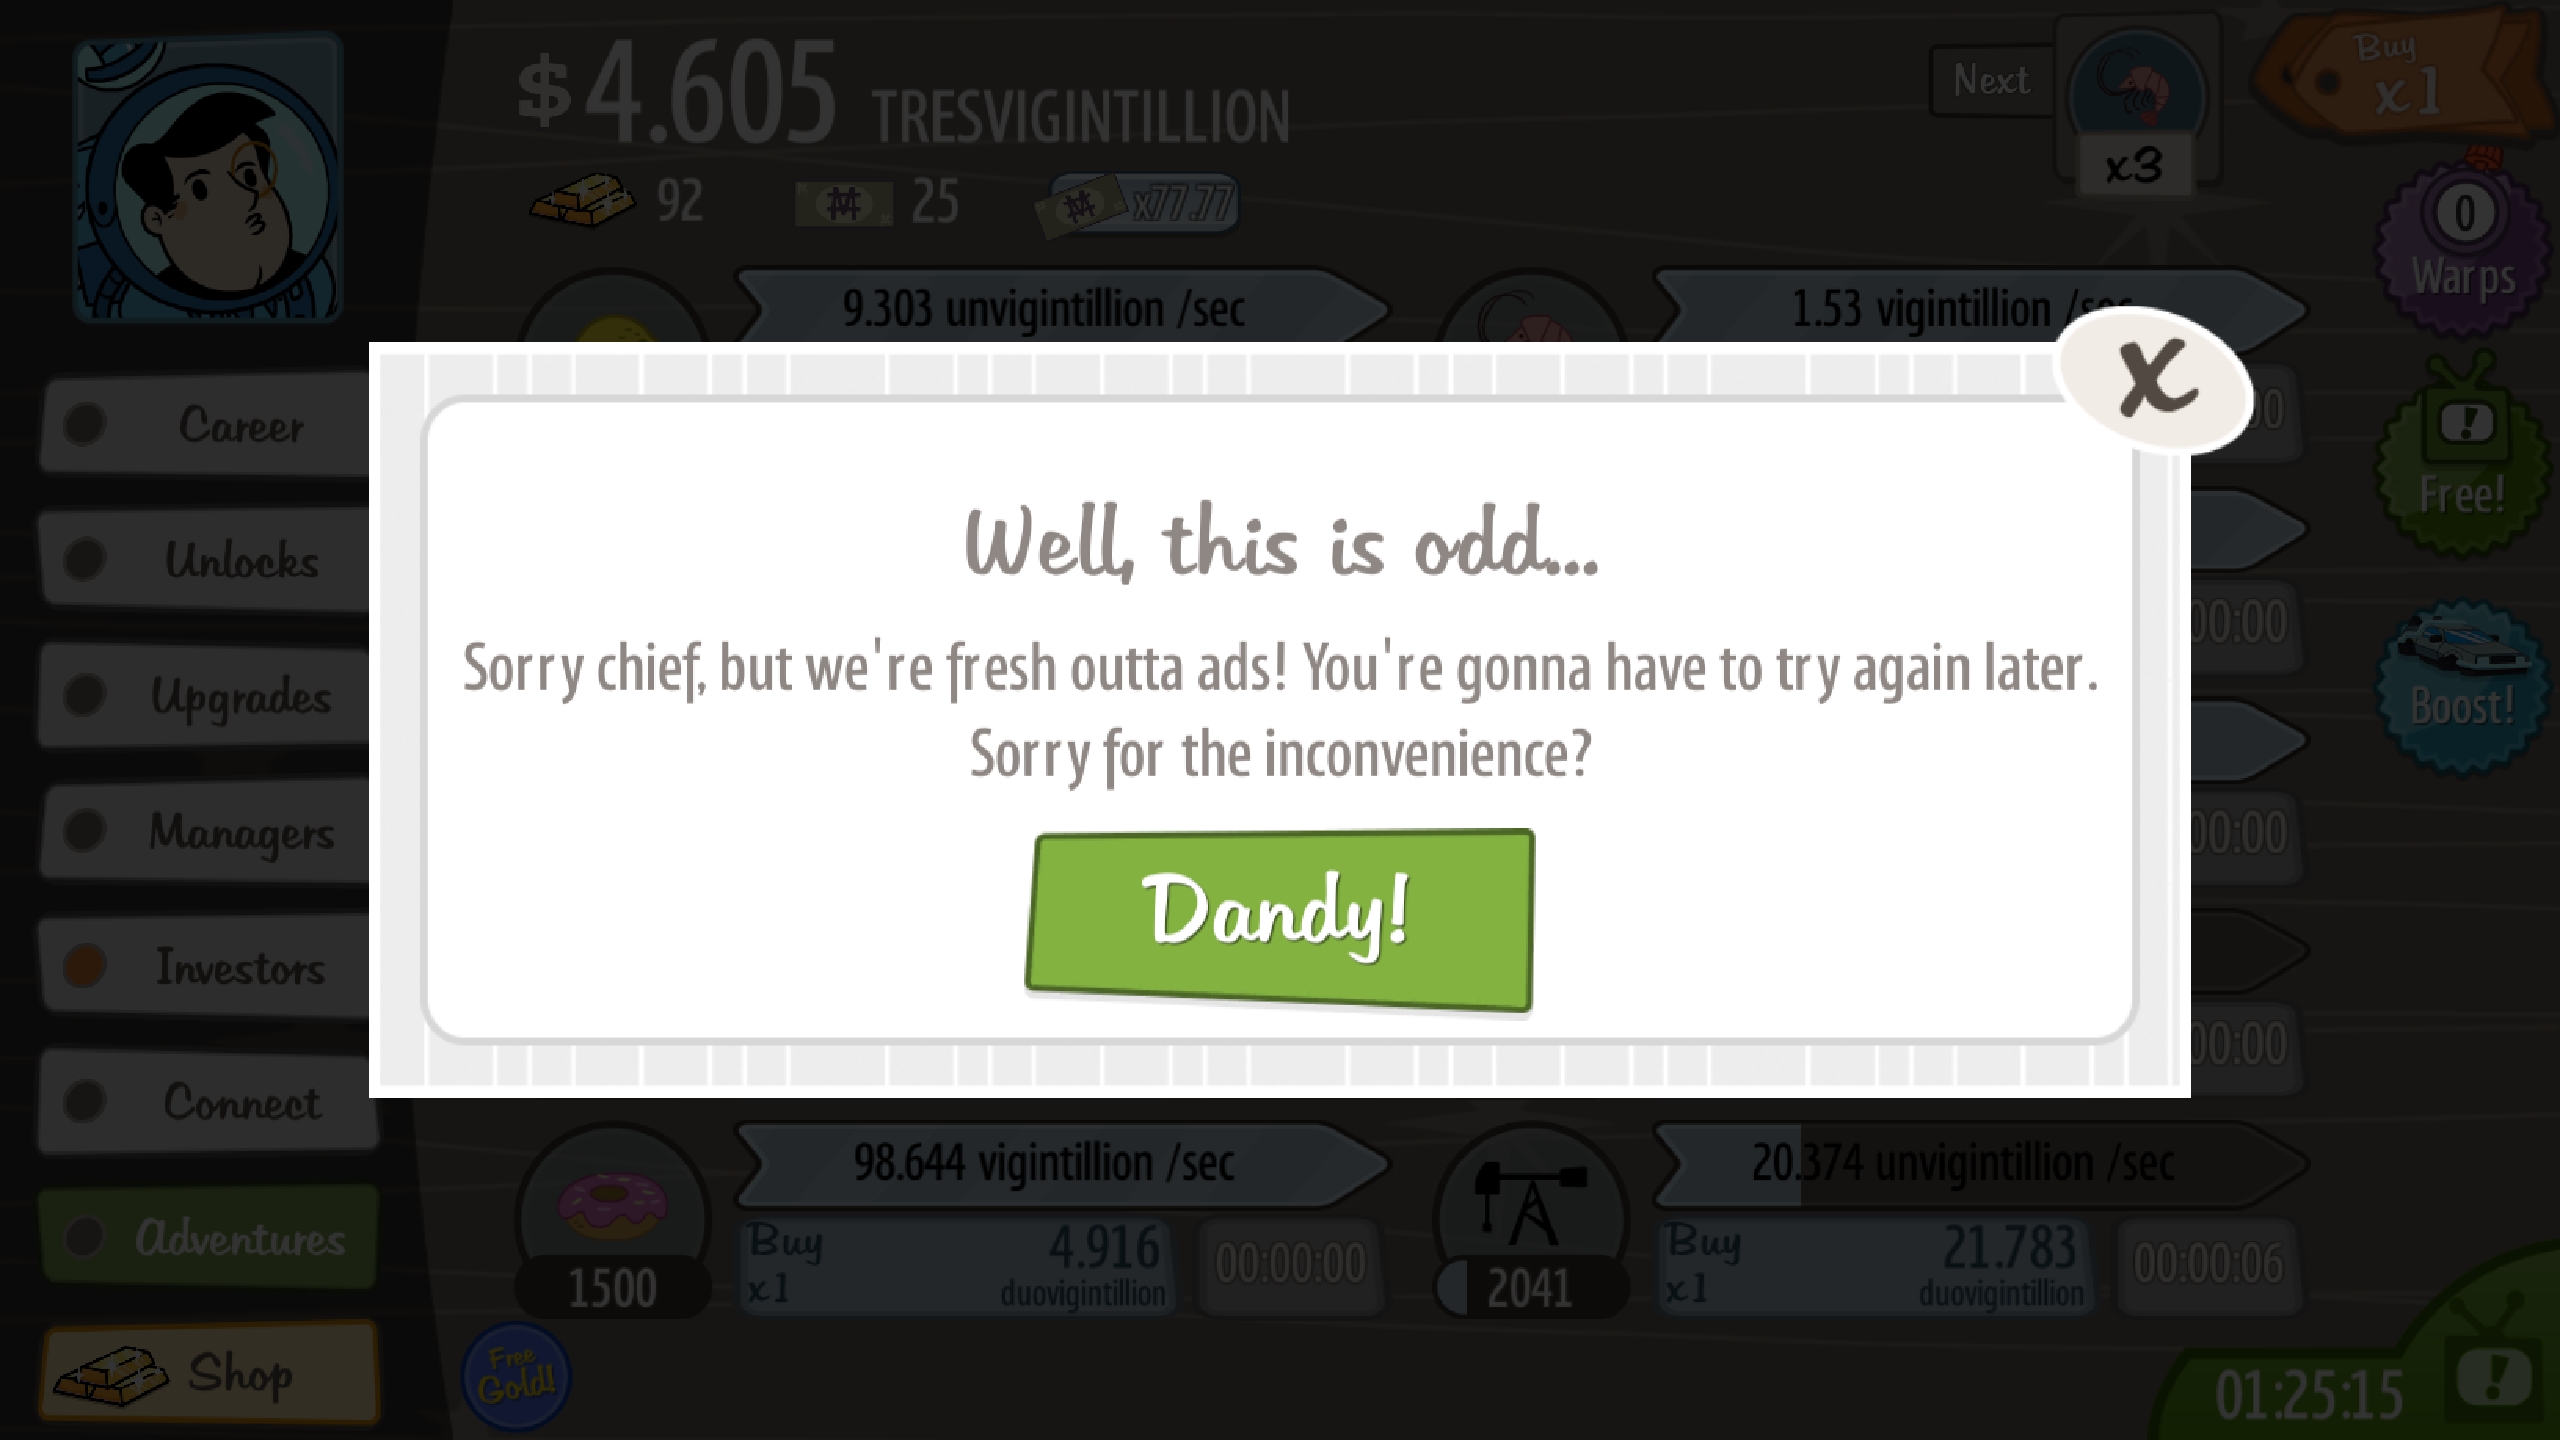 $4.605 TRESVIGINTILLION
92
25
x77.77
Next
x3
Buy
x1
0
Warps
9.303 unvigintillion /sec
1.53 vigintillion /sec
Free!
Boost!
Career
Unlocks
Upgrades
Managers
Investors
Connect
Adventures
Shop
X
Well, this is odd...
Sorry chief, but we're fresh outta ads! You're gonna have to try again later.
Sorry for the inconvenience?
Dandy!
00
00:00
00:00
00:00
98.644 vigintillion /sec
Buy
x1
4.916
duovigintillion
00:00:00
1500
20.374 unvigintillion /sec
Buy
x1
21.783
duovigintillion
00:00:06
2041
Free
Gold!
01:25:15